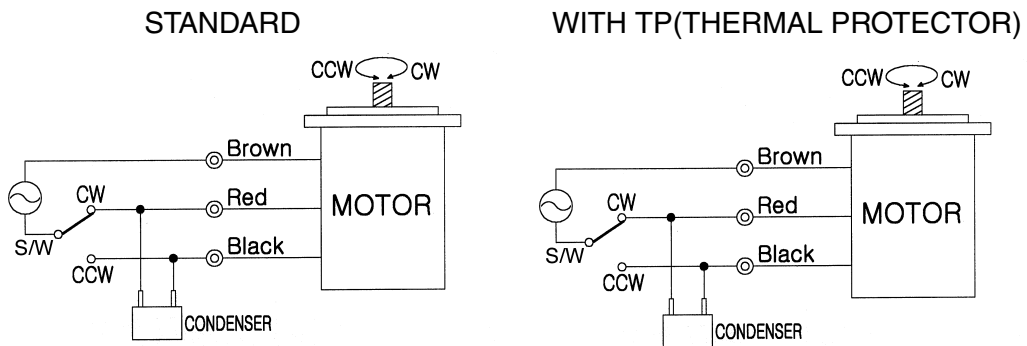 STANDARD
CCW CW
Brown
CW Red
MOTOR
S/W
Black
CCW
CONDENSER
WITH TP(THERMAL PROTECTOR)
CCW CW
Brown
CW Red
MOTOR
S/W
Black
CCW
CONDENSER